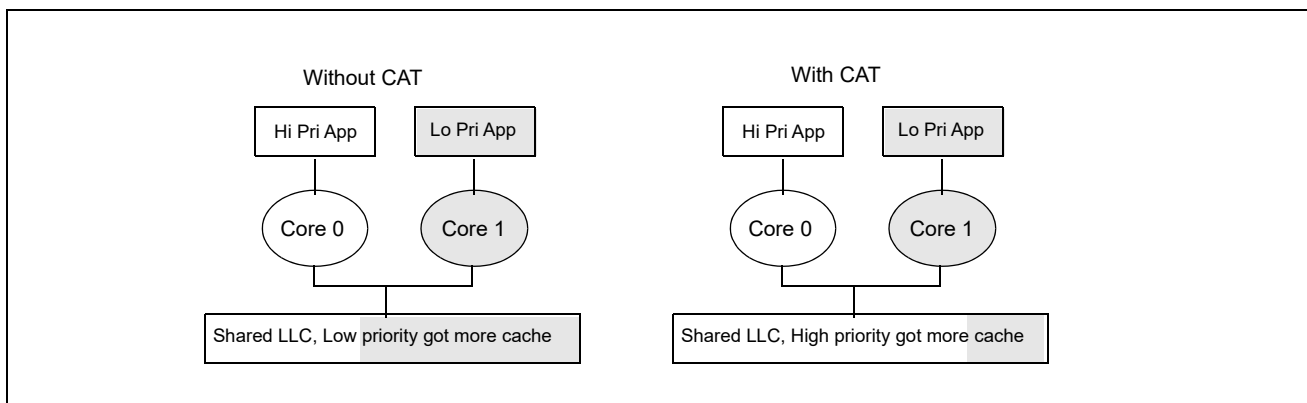 Without CAT
Hi Pri App
Lo Pri App
Core 0
Core 1
Shared LLC, Low priority got more cache
With CAT
Hi Pri App
Lo Pri App
Core 0
Core 1
Shared LLC, High priority got more cache